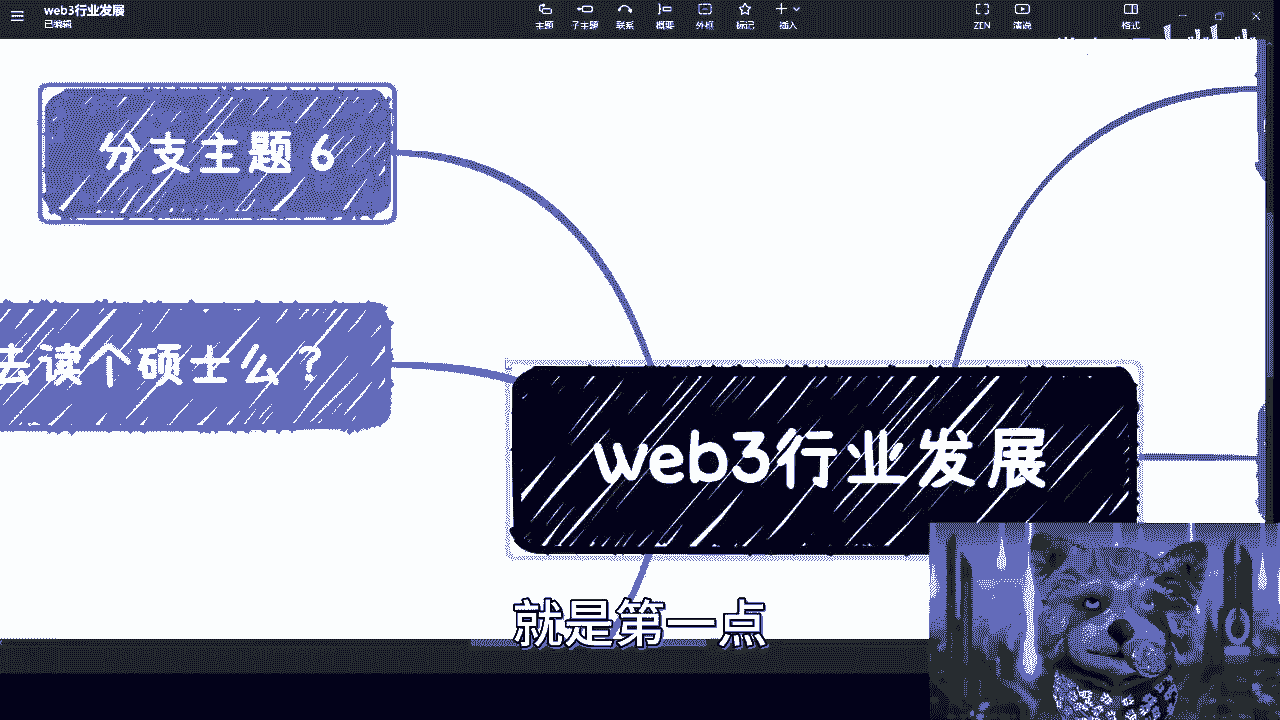 web3行业发展
已编辑
主题 子主题 联系 概要 外框 标记 插入 ZEN 演说 格式
分支主题 6
去读个硕士么？
web3行业发展
就是第一点